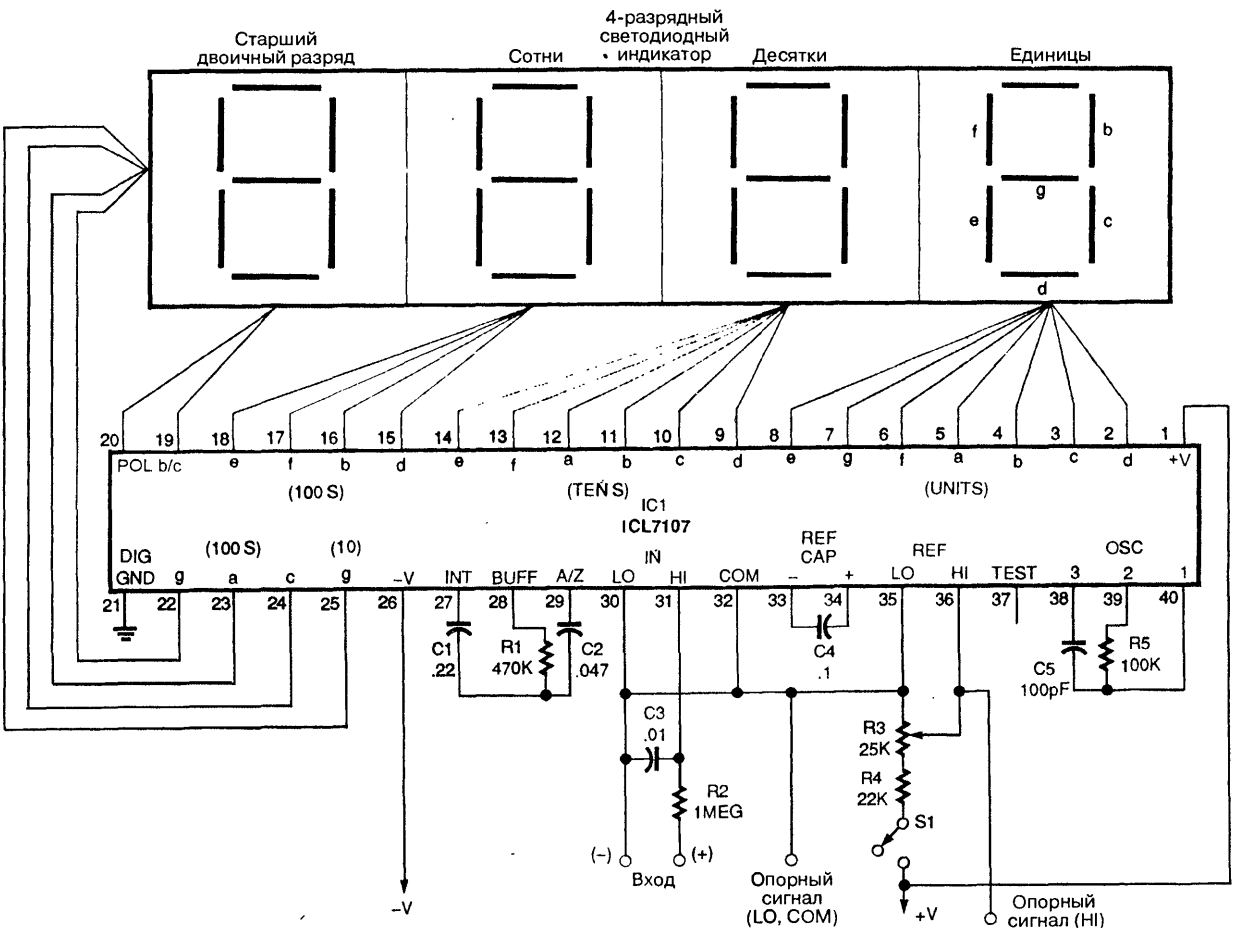 4-разрядный
светодиодный
индикатор
Старший
двоичный разряд
Сотни
Десятки
Единицы
f
b
g
e
c
d
20 19 18 17 16 15 14 13 12 11 10 9 8 7 6 5 4 3 2 1
POL b/c e f b d e f a b c d e g f a b c d +V
(100 S) (TEN S) (UNITS)
IC1
ICL7107
DIG
GND
(100 S) (10)
IN
REF
CAP
REF
OSC
g a c g -V INT BUFF A/Z LO HI COM - + LO HI TEST 3 2 1
21 22 23 24 25 26 27 28 29 30 31 32 33 34 35 36 37 38 39 40
C1
.22
R1
470K
C2
.047
C4
.1
C5
100pF
R5
100K
C3
.01
R3
25K
R4
22K
R2
1MEG
S1
(-) (+)
Вход
Опорный
сигнал
(LO, COM)
-V
+V
Опорный
сигнал (HI)